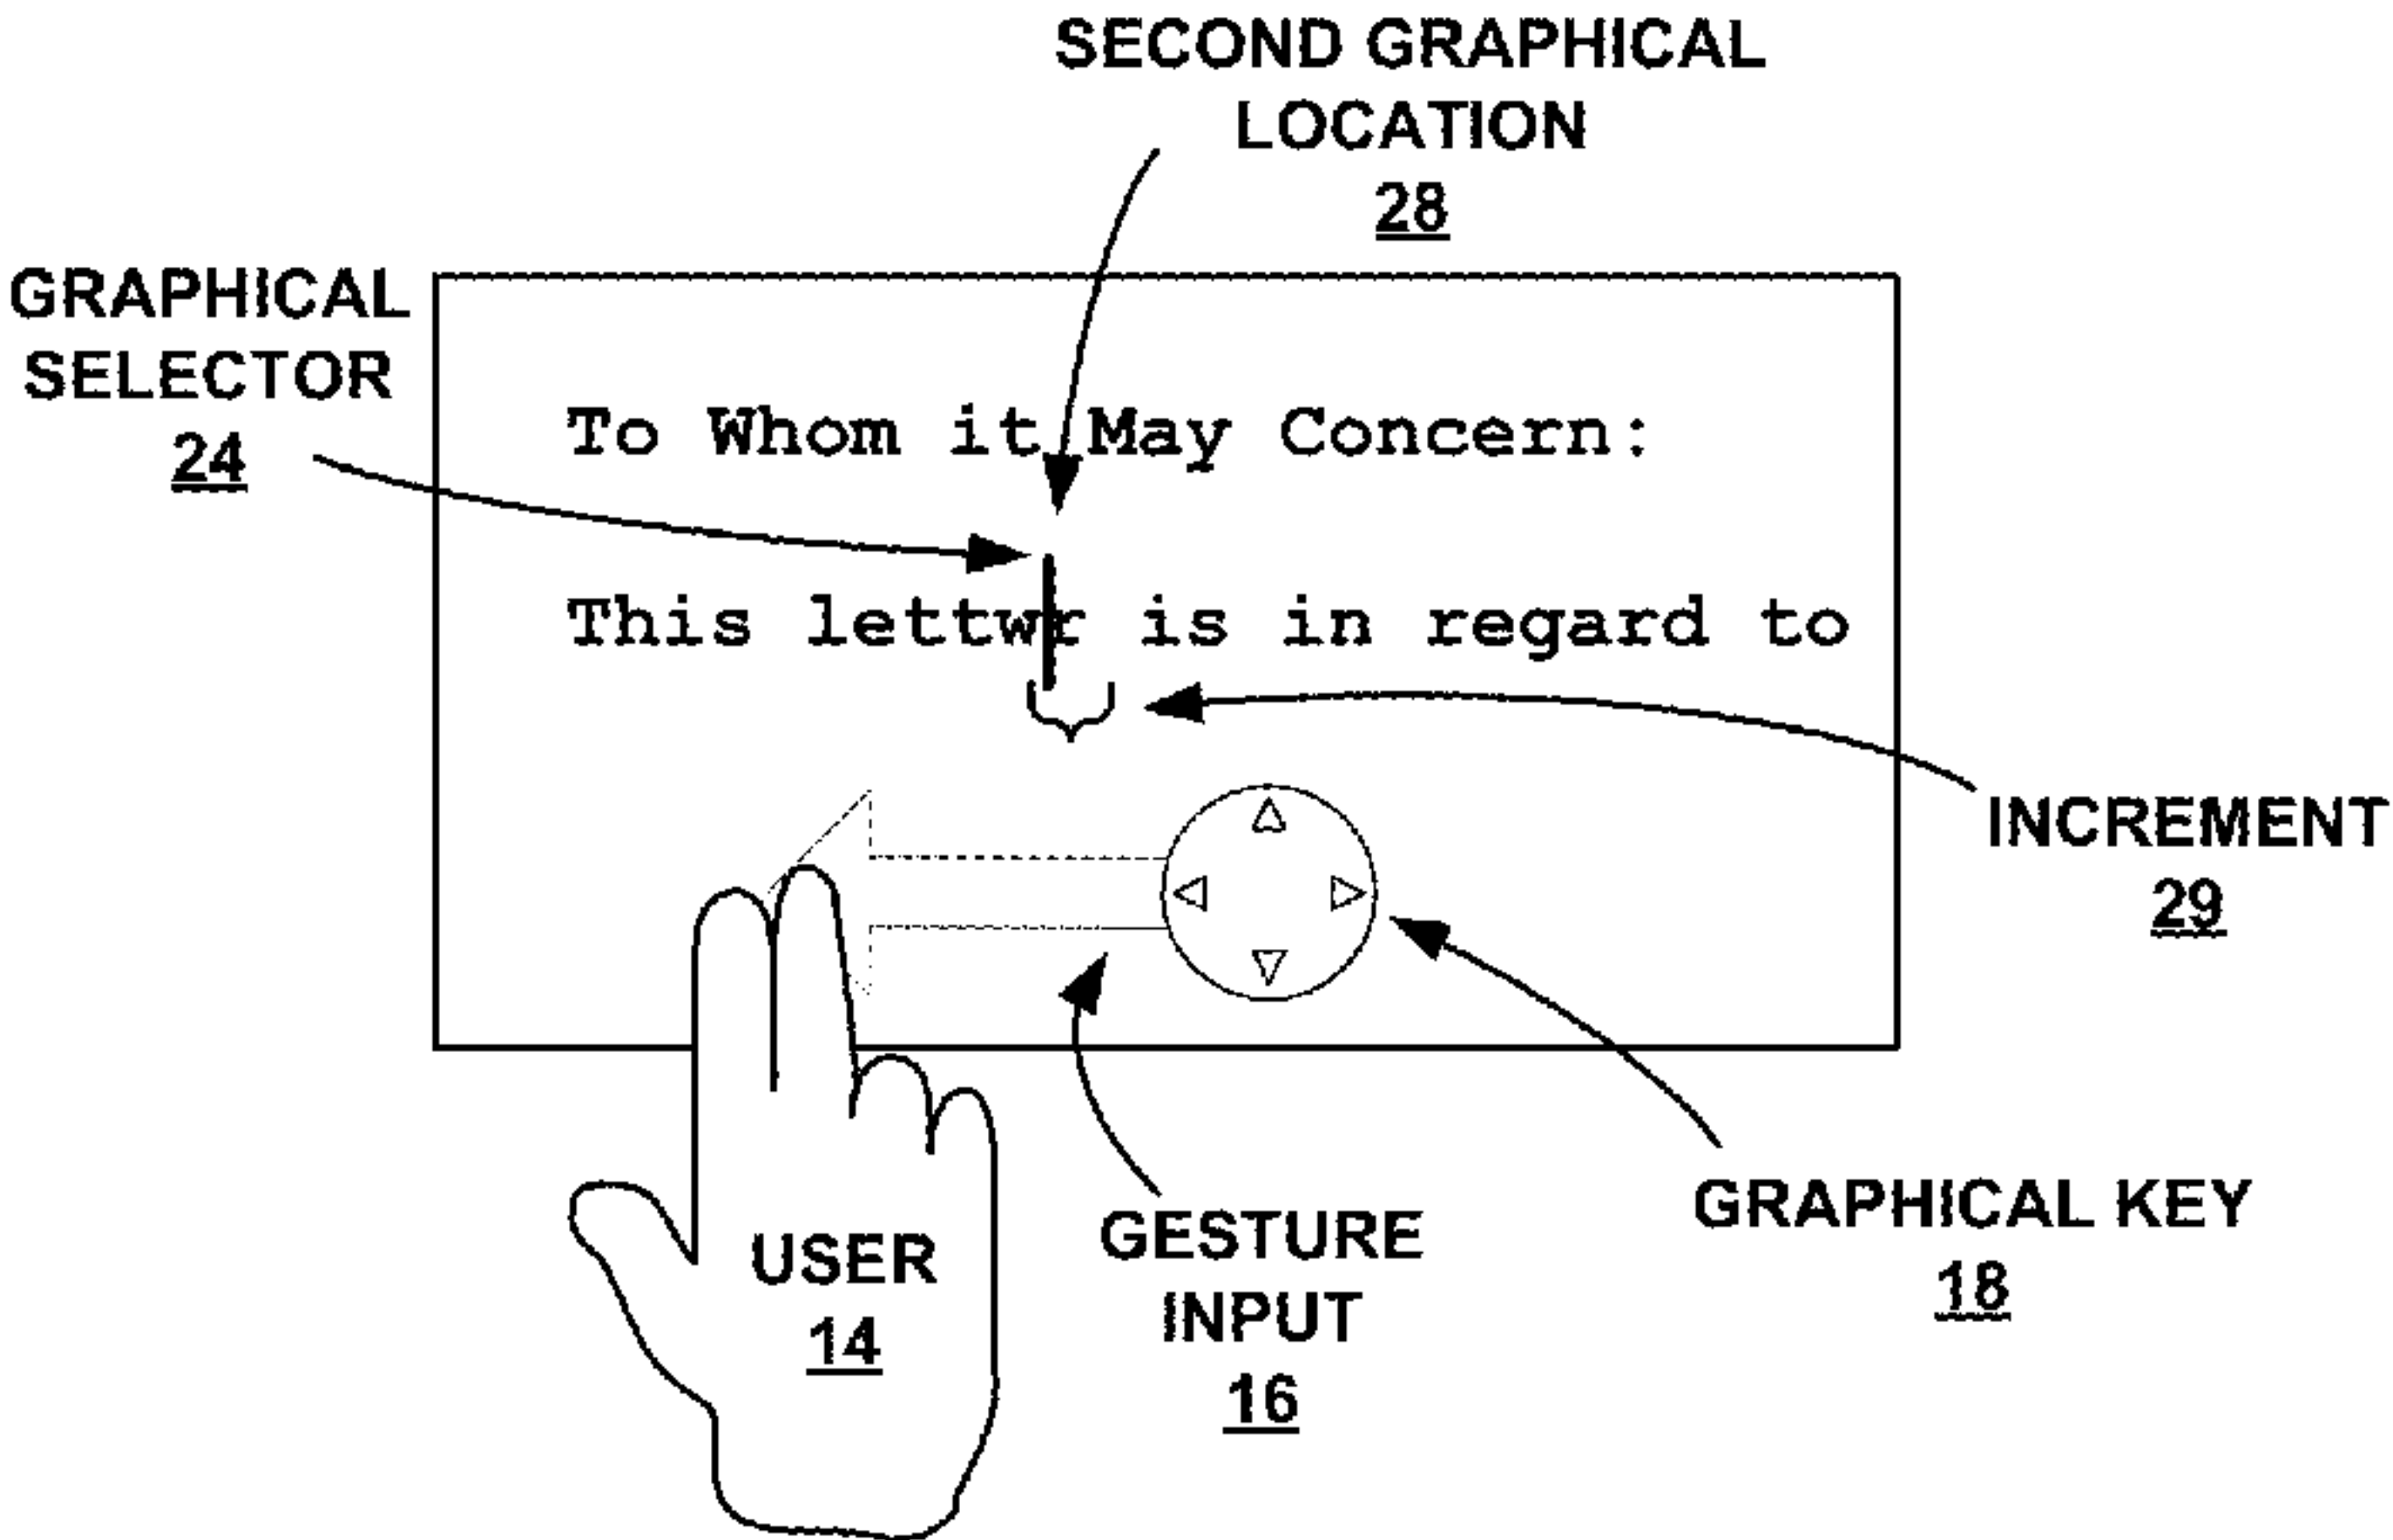 SECOND GRAPHICAL
LOCATION
28
GRAPHICAL
SELECTOR
24
To Whom it May Concern:
This lettwr is in regard to
INCREMENT
29
GRAPHICAL KEY
18
GESTURE
INPUT
16
USER
14